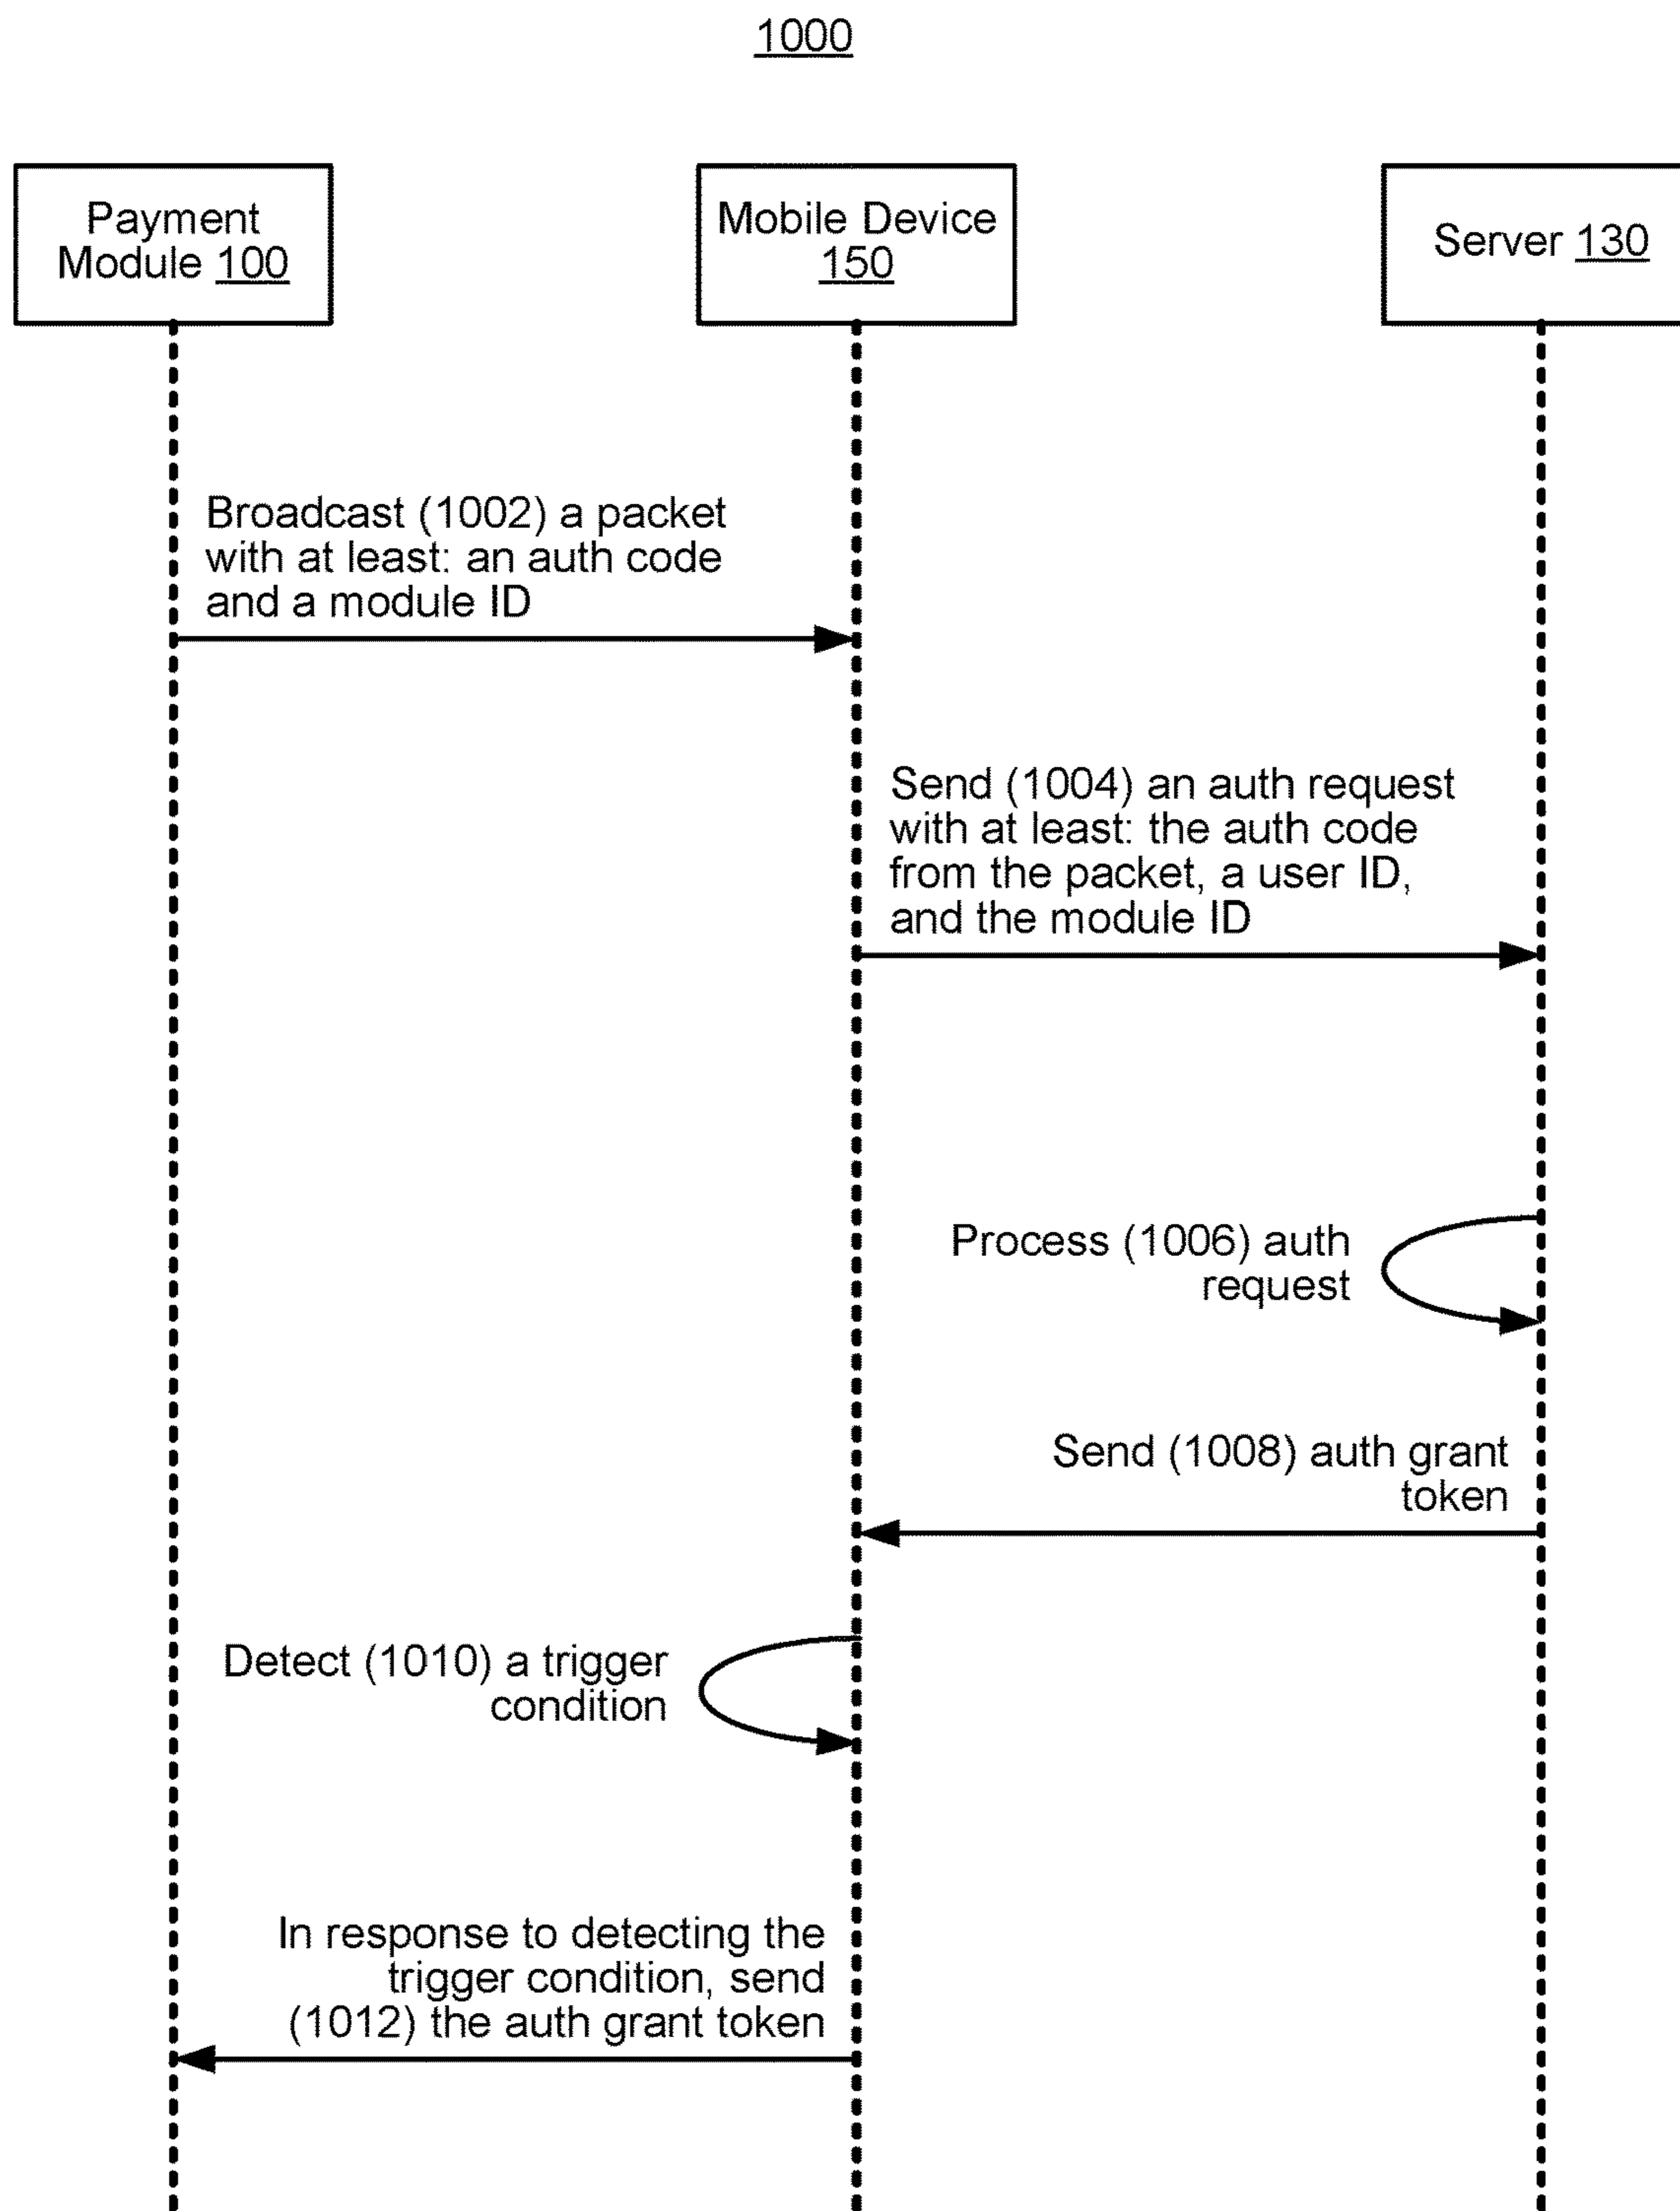 1000
Payment
Module 100
Mobile Device
150
Server 130
Broadcast (1002) a packet
with at least: an auth code
and a module ID
Send (1004) an auth request
with at least: the auth code
from the packet, a user ID,
and the module ID
Process (1006) auth
request
Send (1008) auth grant
token
Detect (1010) a trigger
condition
In response to detecting the
trigger condition, send
(1012) the auth grant token